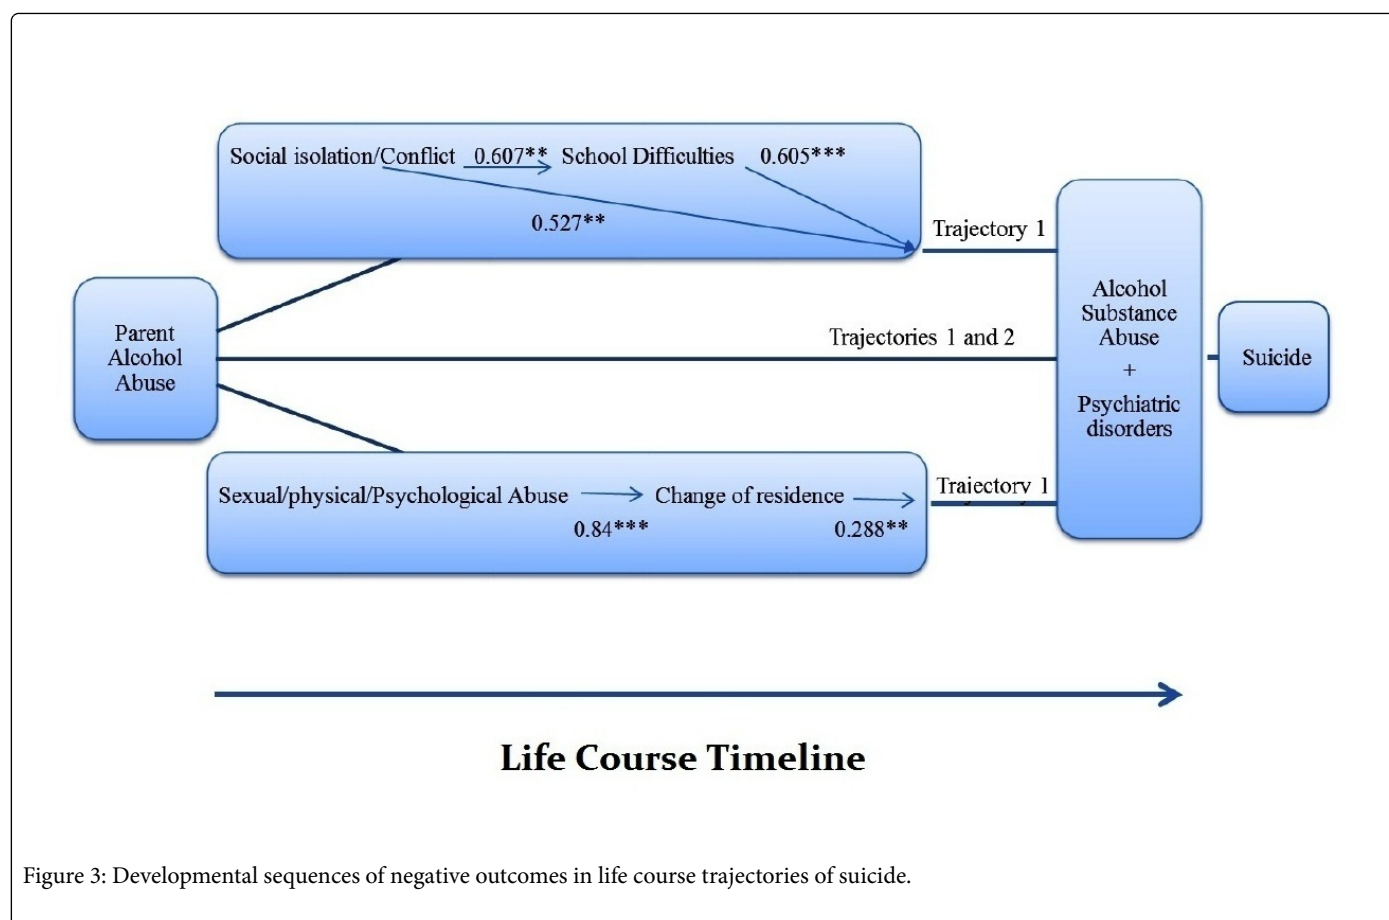 Social isolation/Conflict 0.607** School Difficulties 0.605***
0.527**
Trajectory 1
Parent
Alcohol
Abuse
Trajectories 1 and 2
Alcohol
Substance
Abuse
+
Psychiatric
disorders
Suicide
Sexual/physical/Psychological Abuse Change of residence
0.84*** 0.288**
Trajectory 1
Life Course Timeline
Figure 3: Developmental sequences of negative outcomes in life course trajectories of suicide.